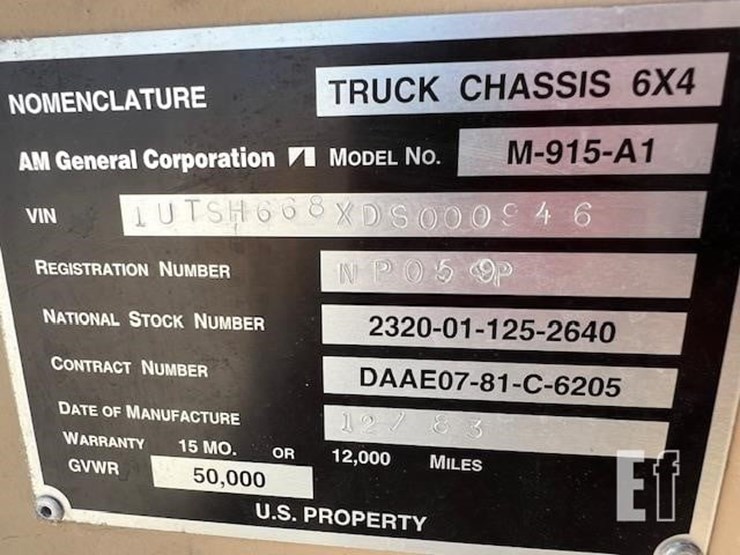 NOMENCLATURE TRUCK CHASSIS 6X4
AM General Corporation MODEL NO. M-915-A1
VIN 1UTSH668XDS000946
REGISTRATION NUMBER NP059P
NATIONAL STOCK NUMBER 2320-01-125-2640
CONTRACT NUMBER DAAE07-81-C-6205
DATE OF MANUFACTURE 12/83
WARRANTY 15 MO. OR 12,000 MILES
GVWR 50,000
U.S. PROPERTY
Ef